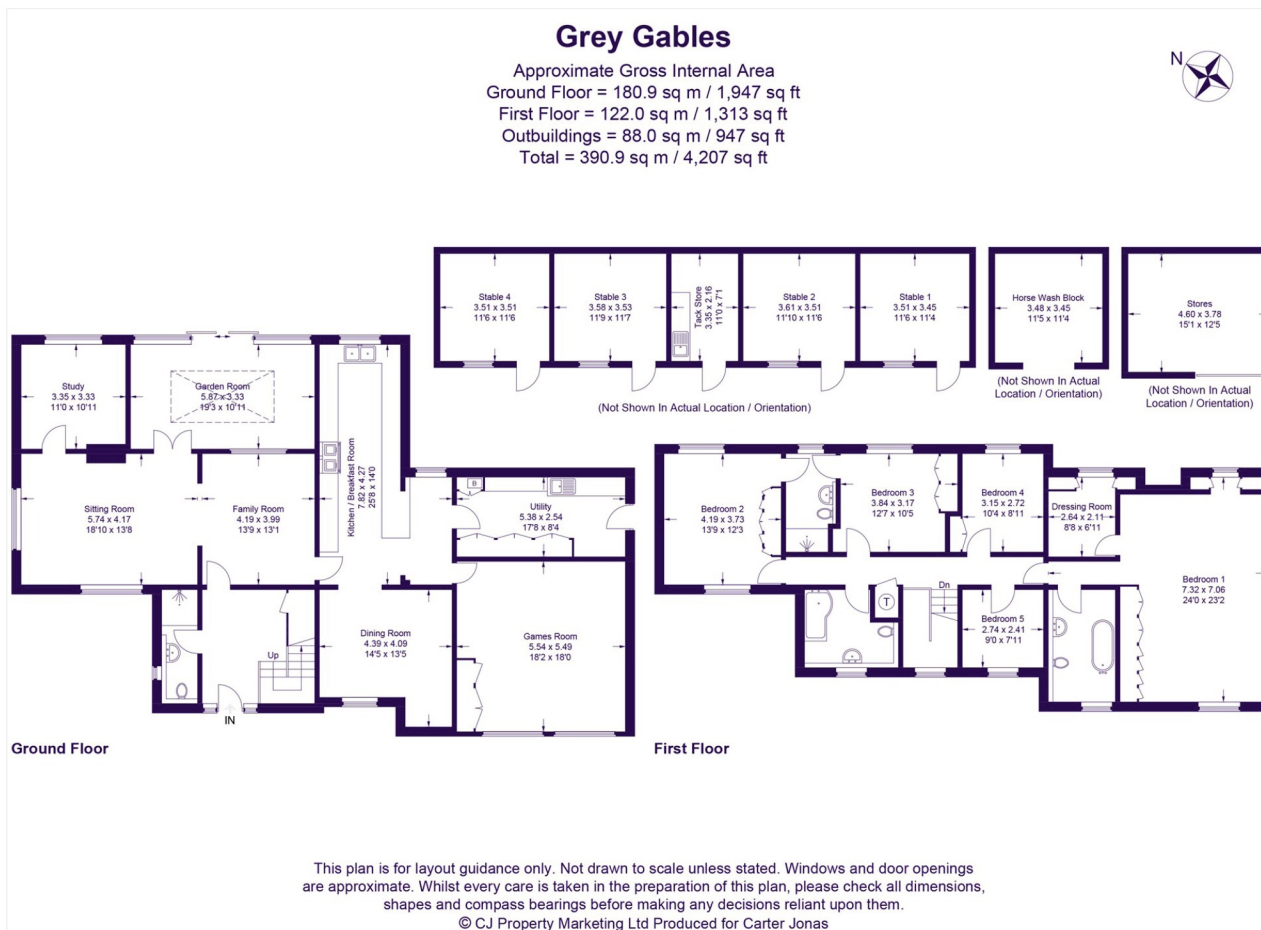 Grey Gables
Approximate Gross Internal Area
Ground Floor = 180.9 sq m / 1,947 sq ft
First Floor = 122.0 sq m / 1,313 sq ft
Outbuildings = 88.0 sq m / 947 sq ft
Total = 390.9 sq m / 4,207 sq ft
N
Stable 4
3.51 x 3.51
11'6 x 11'6
Stable 3
3.58 x 3.53
11'9 x 11'7
Tack Store
3.35 x 2.16
11'0 x 7'1
Stable 2
3.61 x 3.51
11'10 x 11'6
Stable 1
3.51 x 3.45
11'6 x 11'4
(Not Shown In Actual Location / Orientation)
Horse Wash Block
3.48 x 3.45
11'5 x 11'4
(Not Shown In Actual
Location / Orientation)
Stores
4.60 x 3.78
15'1 x 12'5
(Not Shown In Actual
Location / Orientation)
Study
3.35 x 3.33
11'0 x 10'11
Garden Room
5.87 x 3.33
19'3 x 10'11
Kitchen / Breakfast Room
7.82 x 4.27
25'8 x 14'0
Sitting Room
5.74 x 4.17
18'10 x 13'8
Family Room
4.19 x 3.99
13'9 x 13'1
B
Utility
5.38 x 2.54
17'8 x 8'4
Dining Room
4.39 x 4.09
14'5 x 13'5
Games Room
5.54 x 5.49
18'2 x 18'0
Up
IN
Ground Floor
Bedroom 2
4.19 x 3.73
13'9 x 12'3
Bedroom 3
3.84 x 3.17
12'7 x 10'5
Bedroom 4
3.15 x 2.72
10'4 x 8'11
Dressing Room
2.64 x 2.11
8'8 x 6'11
Bedroom 1
7.32 x 7.06
24'0 x 23'2
T
Dn
Bedroom 5
2.74 x 2.41
9'0 x 7'11
First Floor
This plan is for layout guidance only. Not drawn to scale unless stated. Windows and door openings
are approximate. Whilst every care is taken in the preparation of this plan, please check all dimensions,
shapes and compass bearings before making any decisions reliant upon them.
© CJ Property Marketing Ltd Produced for Carter Jonas